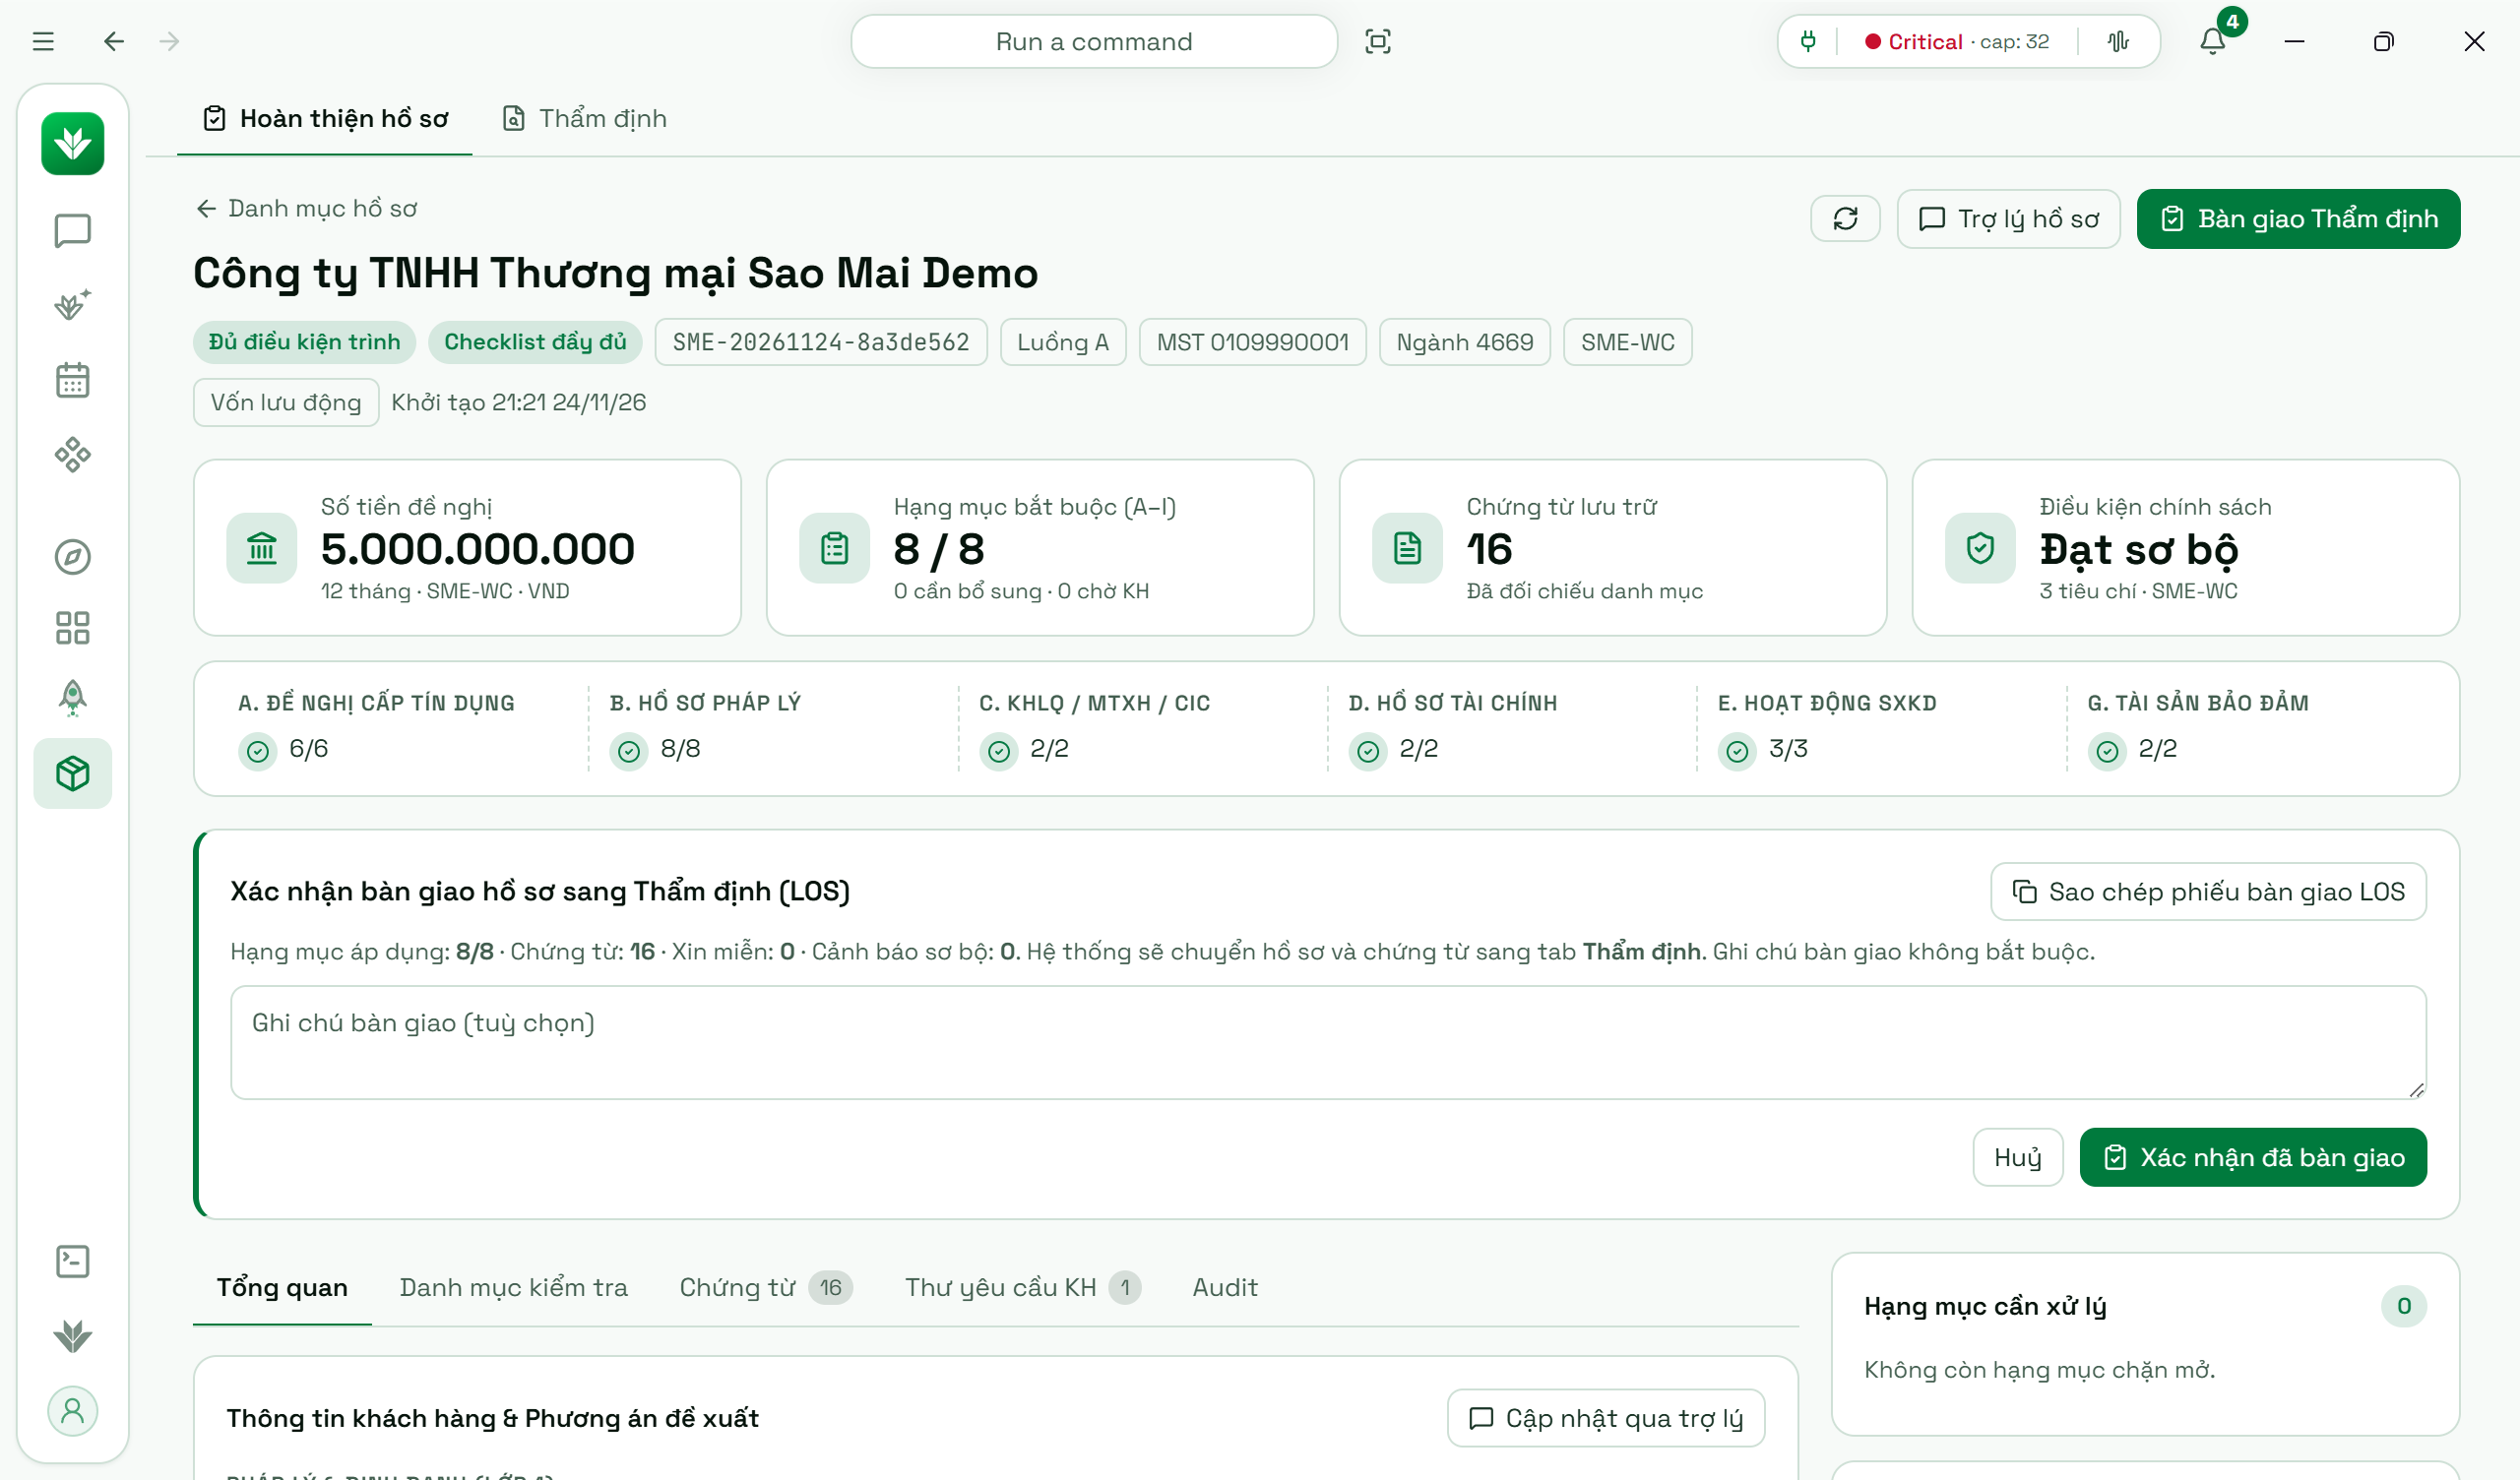 Run a command
Critical · cap: 32
4
Hoàn thiện hồ sơ
Thẩm định
Danh mục hồ sơ
Trợ lý hồ sơ
Bàn giao Thẩm định
Công ty TNHH Thương mại Sao Mai Demo
Đủ điều kiện trình
Checklist đầy đủ
SME-20261124-8a3de562
Luồng A
MST 0109990001
Ngành 4669
SME-WC
Vốn lưu động
Khởi tạo 21:21 24/11/26
Số tiền đề nghị
5.000.000.000
12 tháng · SME-WC · VND
Hạng mục bắt buộc (A–I)
8 / 8
0 cần bổ sung · 0 chờ KH
Chứng từ lưu trữ
16
Đã đối chiếu danh mục
Điều kiện chính sách
Đạt sơ bộ
3 tiêu chí · SME-WC
A. ĐỀ NGHỊ CẤP TÍN DỤNG
6/6
B. HỒ SƠ PHÁP LÝ
8/8
C. KHLQ / MTXH / CIC
2/2
D. HỒ SƠ TÀI CHÍNH
2/2
E. HOẠT ĐỘNG SXKD
3/3
G. TÀI SẢN BẢO ĐẢM
2/2
Xác nhận bàn giao hồ sơ sang Thẩm định (LOS)
Sao chép phiếu bàn giao LOS
Hạng mục áp dụng: 8/8 · Chứng từ: 16 · Xin miễn: 0 · Cảnh báo sơ bộ: 0. Hệ thống sẽ chuyển hồ sơ và chứng từ sang tab Thẩm định. Ghi chú bàn giao không bắt buộc.
Ghi chú bàn giao (tuỳ chọn)
Huỷ
Xác nhận đã bàn giao
Tổng quan
Danh mục kiểm tra
Chứng từ 16
Thư yêu cầu KH 1
Audit
Hạng mục cần xử lý
0
Không còn hạng mục chặn mở.
Thông tin khách hàng & Phương án đề xuất
Cập nhật qua trợ lý
PHÁP LÝ & ĐỊNH DANH (LỚP 1)